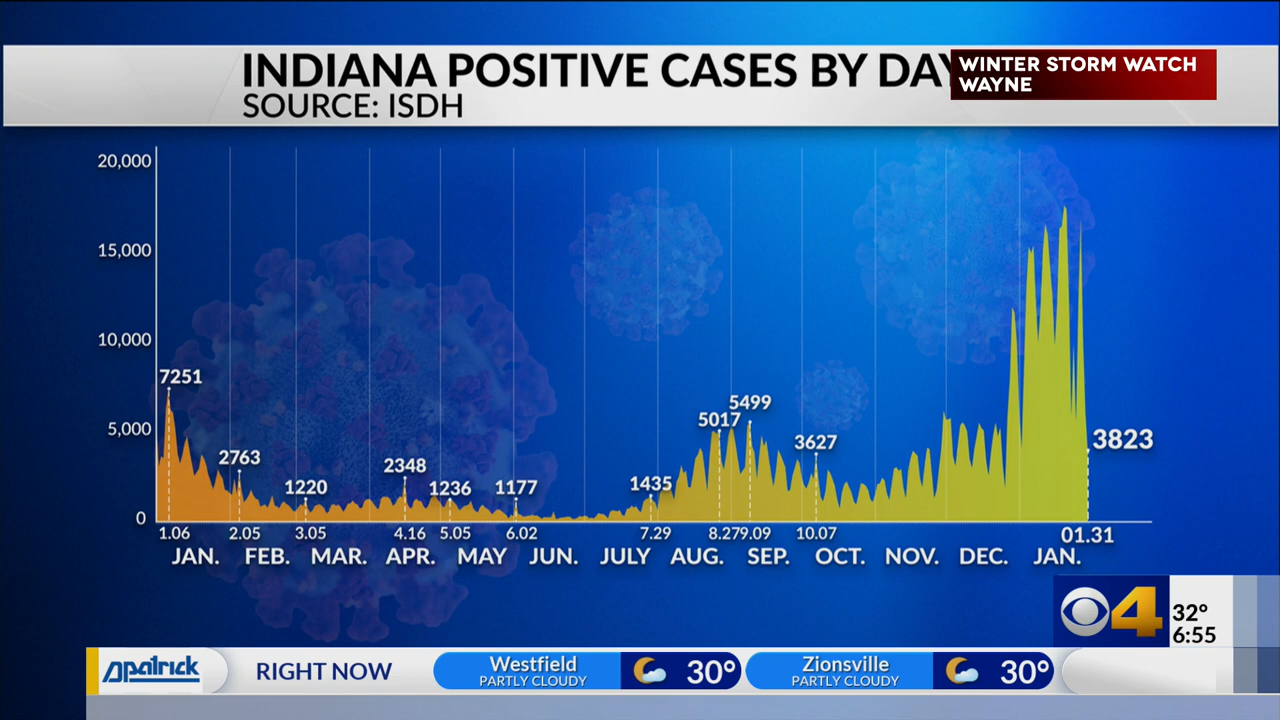 INDIANA POSITIVE CASES BY DAY
SOURCE: ISDH
WINTER STORM WATCH
WAYNE
20,000
15,000
10,000
5,000
0
7251
2763
1220
2348
1236
1177
1435
5017
5499
3627
3823
1.06 2.05 3.05 4.16 5.05 6.02 7.29 8.27 9.09 10.07 01.31
JAN. FEB. MAR. APR. MAY JUN. JULY AUG. SEP. OCT. NOV. DEC. JAN.
4
32°
6:55
patrick RIGHT NOW Westfield 30° Zionsville 30°
PARTLY CLOUDY PARTLY CLOUDY